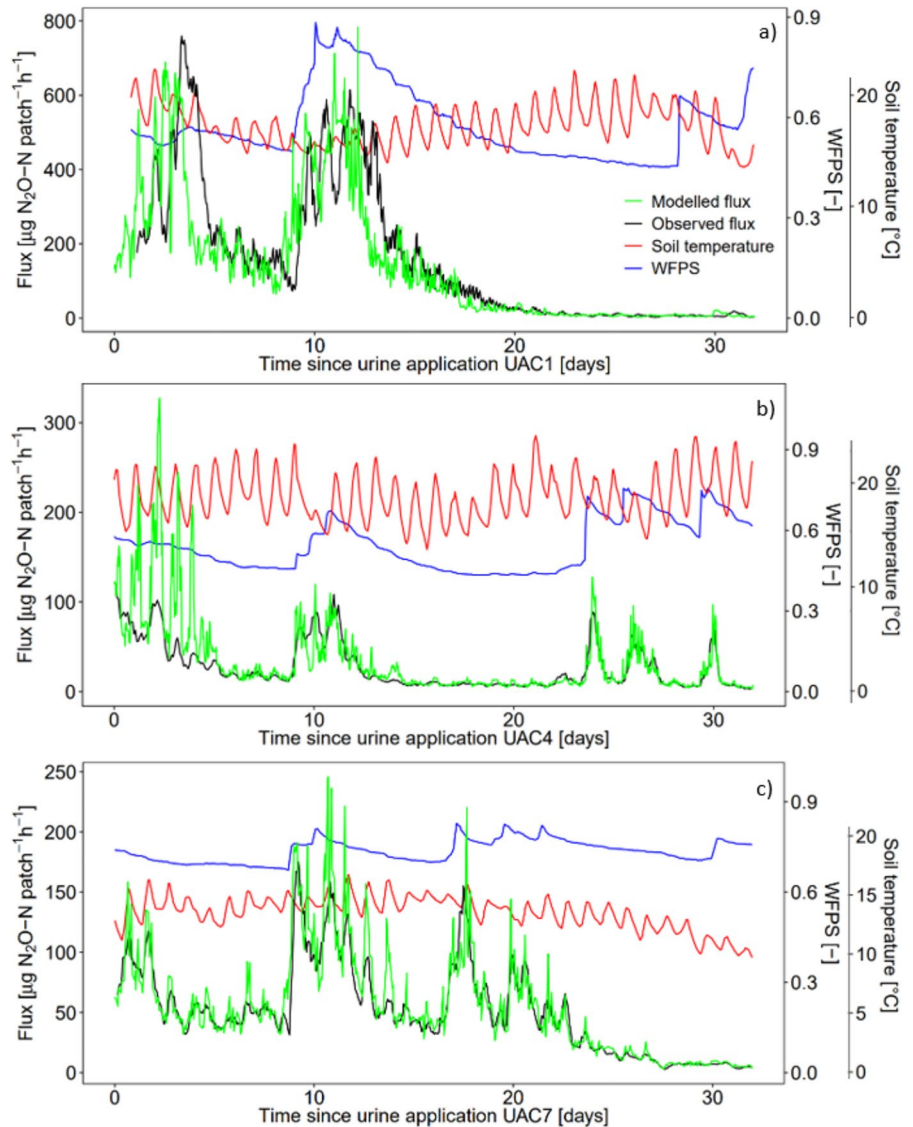 a)
Flux [µg N₂O−N patch⁻¹h⁻¹]
800
600
400
200
0
0.9
0.6
0.3
0.0
WFPS [−]
20
10
0
Soil temperature [°C]
Modelled flux
Observed flux
Soil temperature
WFPS
0 10 20 30
Time since urine application UAC1 [days]
b)
Flux [µg N₂O−N patch⁻¹h⁻¹]
300
200
100
0
0.9
0.6
0.3
0.0
WFPS [−]
20
10
0
Soil temperature [°C]
0 10 20 30
Time since urine application UAC4 [days]
c)
Flux [µg N₂O−N patch⁻¹h⁻¹]
250
200
150
100
50
0
0.9
0.6
0.3
0.0
WFPS [−]
20
15
10
5
0
Soil temperature [°C]
0 10 20 30
Time since urine application UAC7 [days]